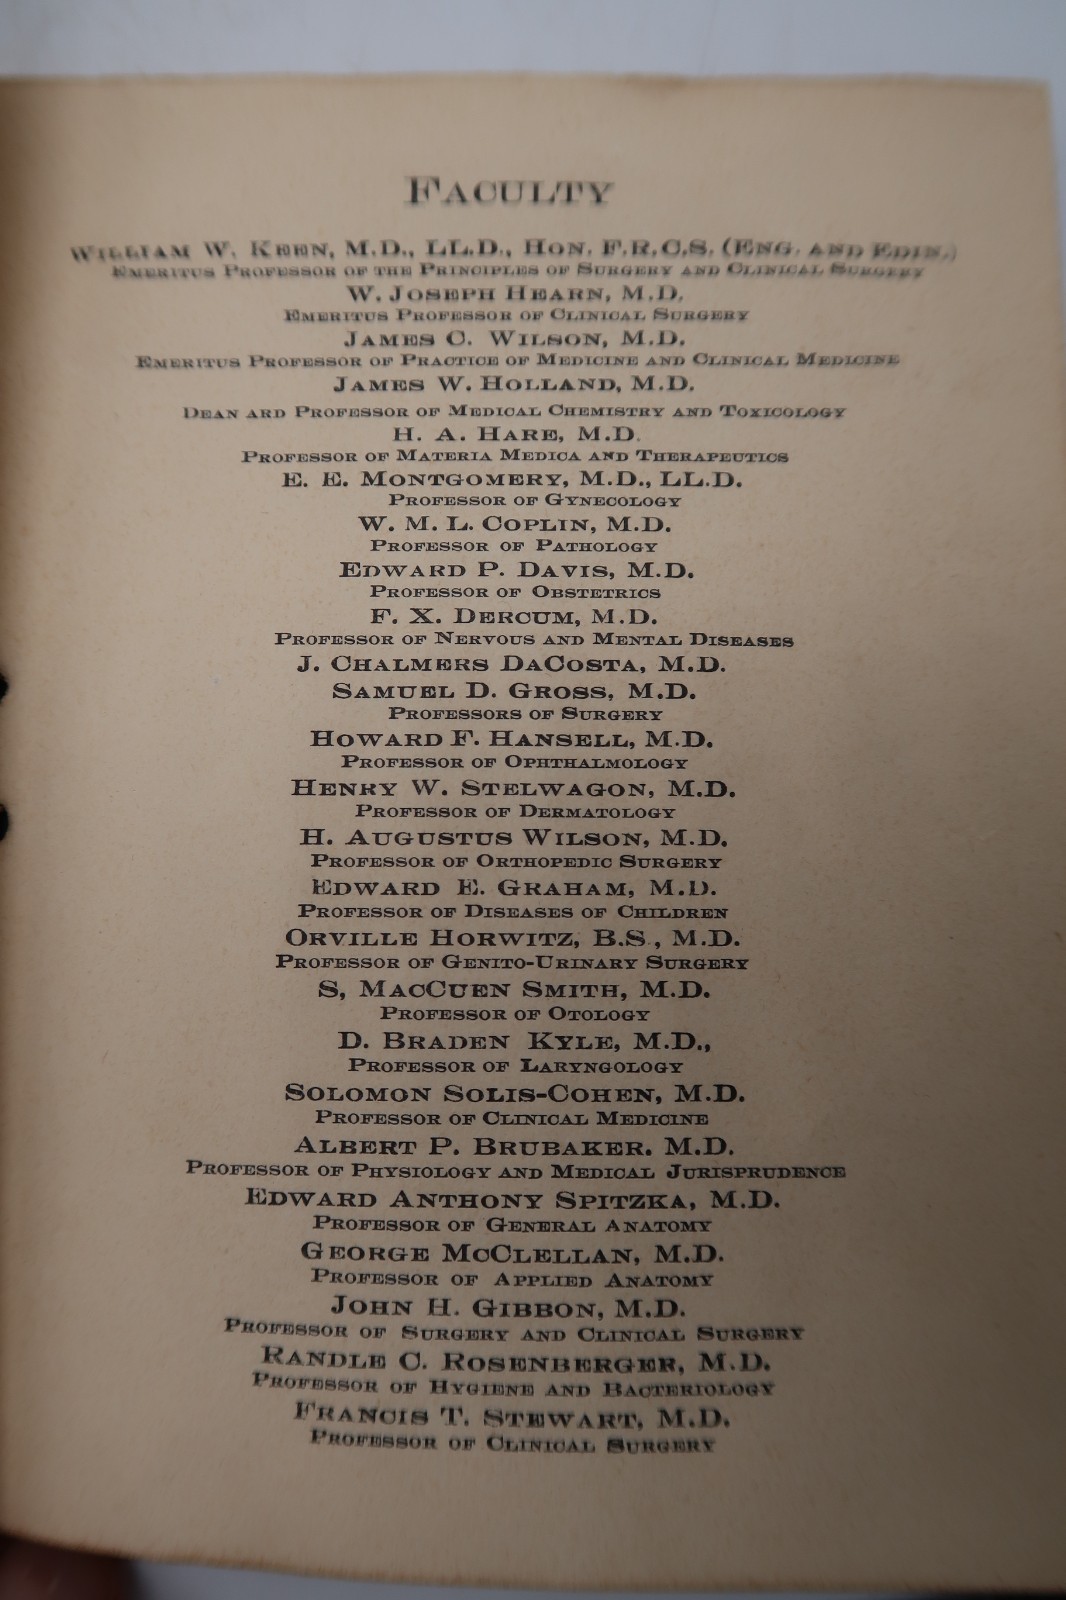 FACULTY
WILLIAM W. KEEN, M.D., LL.D., HON. F.R.C.S. (ENG. AND EDIN.)
EMERITUS PROFESSOR OF THE PRINCIPLES OF SURGERY AND CLINICAL SURGERY
W. JOSEPH HEARN, M.D.
EMERITUS PROFESSOR OF CLINICAL SURGERY
JAMES C. WILSON, M.D.
EMERITUS PROFESSOR OF PRACTICE OF MEDICINE AND CLINICAL MEDICINE
JAMES W. HOLLAND, M.D.
DEAN ARD PROFESSOR OF MEDICAL CHEMISTRY AND TOXICOLOGY
H. A. HARE, M.D.
PROFESSOR OF MATERIA MEDICA AND THERAPEUTICS
E. E. MONTGOMERY, M.D., LL.D.
PROFESSOR OF GYNECOLOGY
W. M. L. COPLIN, M.D.
PROFESSOR OF PATHOLOGY
EDWARD P. DAVIS, M.D.
PROFESSOR OF OBSTETRICS
F. X. DERCUM, M.D.
PROFESSOR OF NERVOUS AND MENTAL DISEASES
J. CHALMERS DACOSTA, M.D.
SAMUEL D. GROSS, M.D.
PROFESSORS OF SURGERY
HOWARD F. HANSELL, M.D.
PROFESSOR OF OPHTHALMOLOGY
HENRY W. STELWAGON, M.D.
PROFESSOR OF DERMATOLOGY
H. AUGUSTUS WILSON, M.D.
PROFESSOR OF ORTHOPEDIC SURGERY
EDWARD E. GRAHAM, M.D.
PROFESSOR OF DISEASES OF CHILDREN
ORVILLE HORWITZ, B.S., M.D.
PROFESSOR OF GENITO-URINARY SURGERY
S, MACCUEN SMITH, M.D.
PROFESSOR OF OTOLOGY
D. BRADEN KYLE, M.D.,
PROFESSOR OF LARYNGOLOGY
SOLOMON SOLIS-COHEN, M.D.
PROFESSOR OF CLINICAL MEDICINE
ALBERT P. BRUBAKER. M.D.
PROFESSOR OF PHYSIOLOGY AND MEDICAL JURISPRUDENCE
EDWARD ANTHONY SPITZKA, M.D.
PROFESSOR OF GENERAL ANATOMY
GEORGE MCCLELLAN, M.D.
PROFESSOR OF APPLIED ANATOMY
JOHN H. GIBBON, M.D.
PROFESSOR OF SURGERY AND CLINICAL SURGERY
RANDLE C. ROSENBERGER, M.D.
PROFESSOR OF HYGIENE AND BACTERIOLOGY
FRANCIS T. STEWART, M.D.
PROFESSOR OF CLINICAL SURGERY